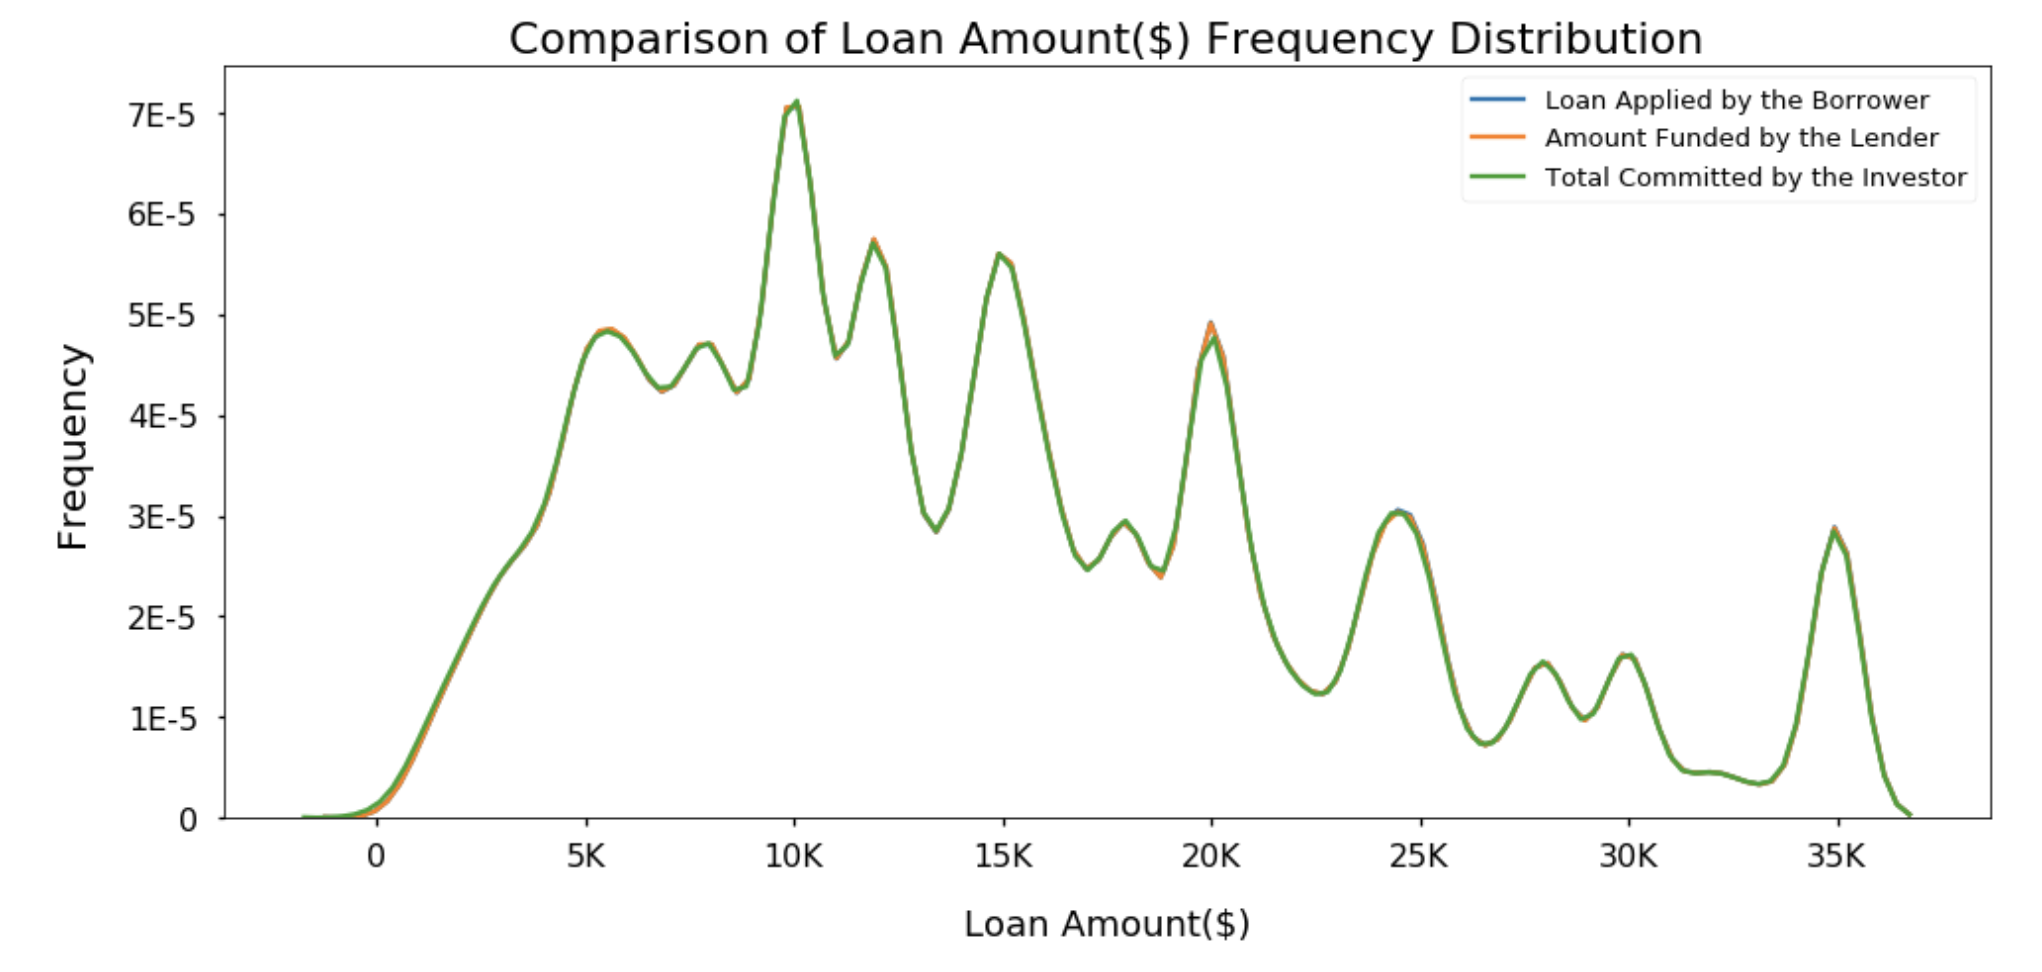 Comparison of Loan Amount($) Frequency Distribution
Loan Applied by the Borrower
Amount Funded by the Lender
Total Committed by the Investor
Frequency
7E-5
6E-5
5E-5
4E-5
3E-5
2E-5
1E-5
0
0 5K 10K 15K 20K 25K 30K 35K
Loan Amount($)